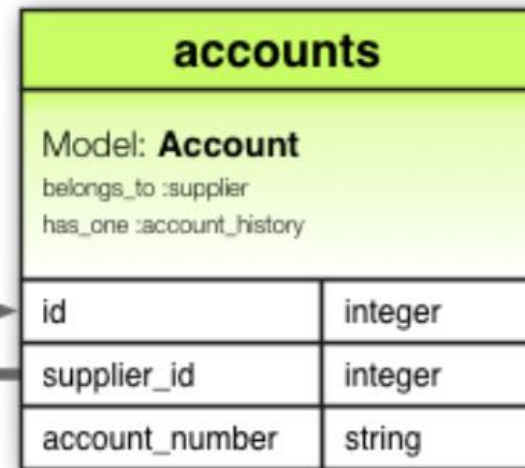 accounts
Model: Account
belongs_to :supplier
has_one :account_history
id integer
supplier_id integer
account_number string